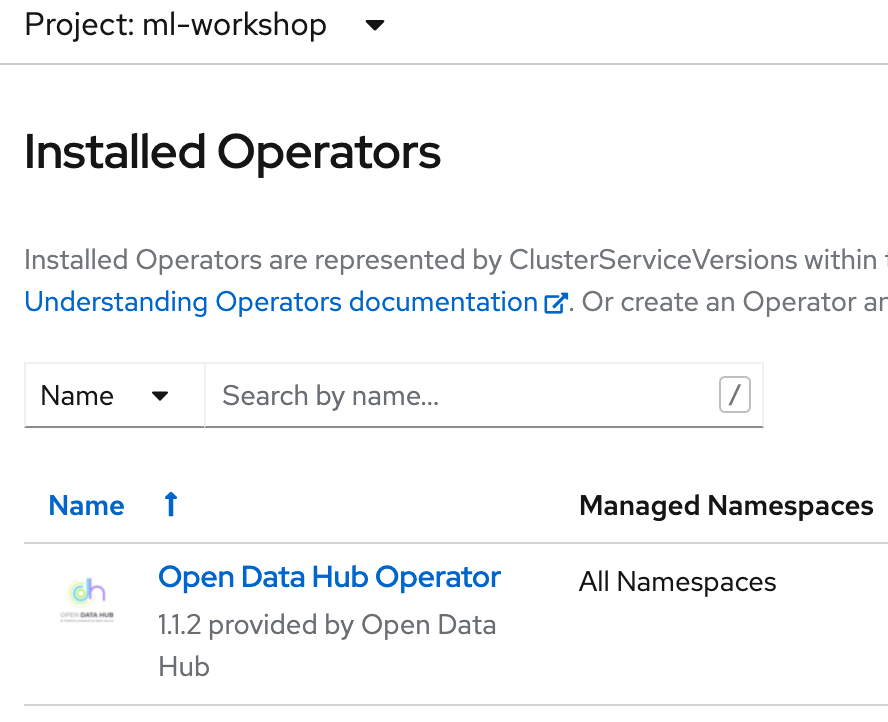 Project: ml-workshop
Installed Operators
Installed Operators are represented by ClusterServiceVersions within
Understanding Operators documentation. Or create an Operator
Name
Search by name...
/
Name
Managed Namespaces
Open Data Hub Operator
All Namespaces
OPEN DATA HUB
1.1.2 provided by Open Data
Hub